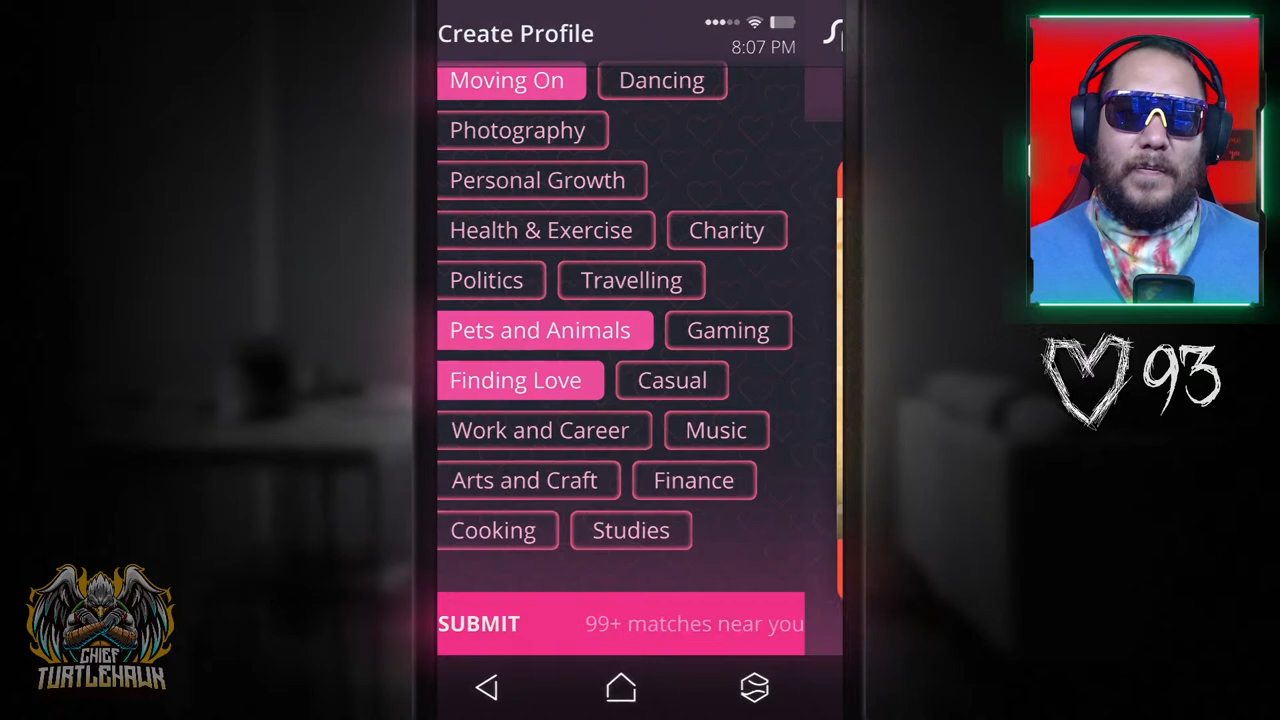 Create Profile
8:07 PM
Moving On Dancing
Photography
Personal Growth
Health & Exercise Charity
Politics Travelling
Pets and Animals Gaming
Finding Love Casual
Work and Career Music
Arts and Craft Finance
Cooking Studies
SUBMIT 99+ matches near you
93
CHIEF
TURTLEHAWK